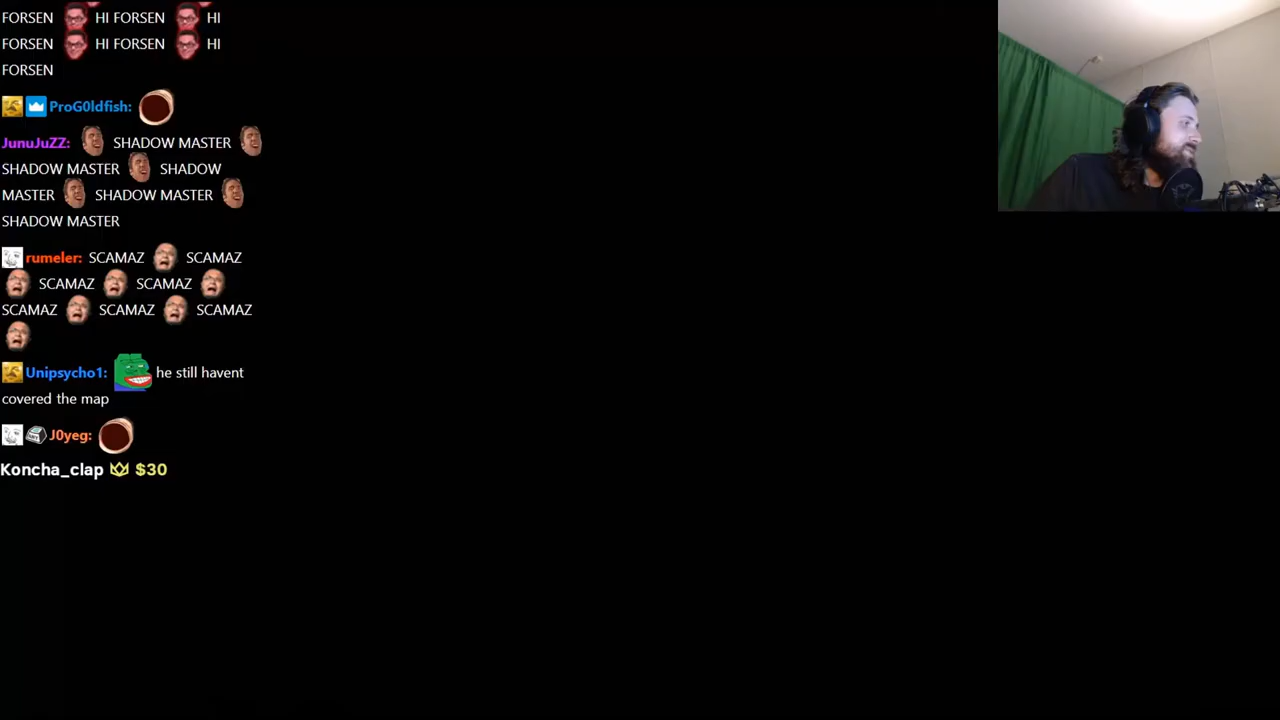 FORSEN HI FORSEN HI
FORSEN HI FORSEN HI
FORSEN
ProG0ldfish:
JunuJuZZ: SHADOW MASTER
SHADOW MASTER SHADOW
MASTER SHADOW MASTER
SHADOW MASTER
rumeler: SCAMAZ SCAMAZ
SCAMAZ SCAMAZ
SCAMAZ SCAMAZ SCAMAZ
Unipsycho1: he still havent
covered the map
J0yeg:
Koncha_clap $30